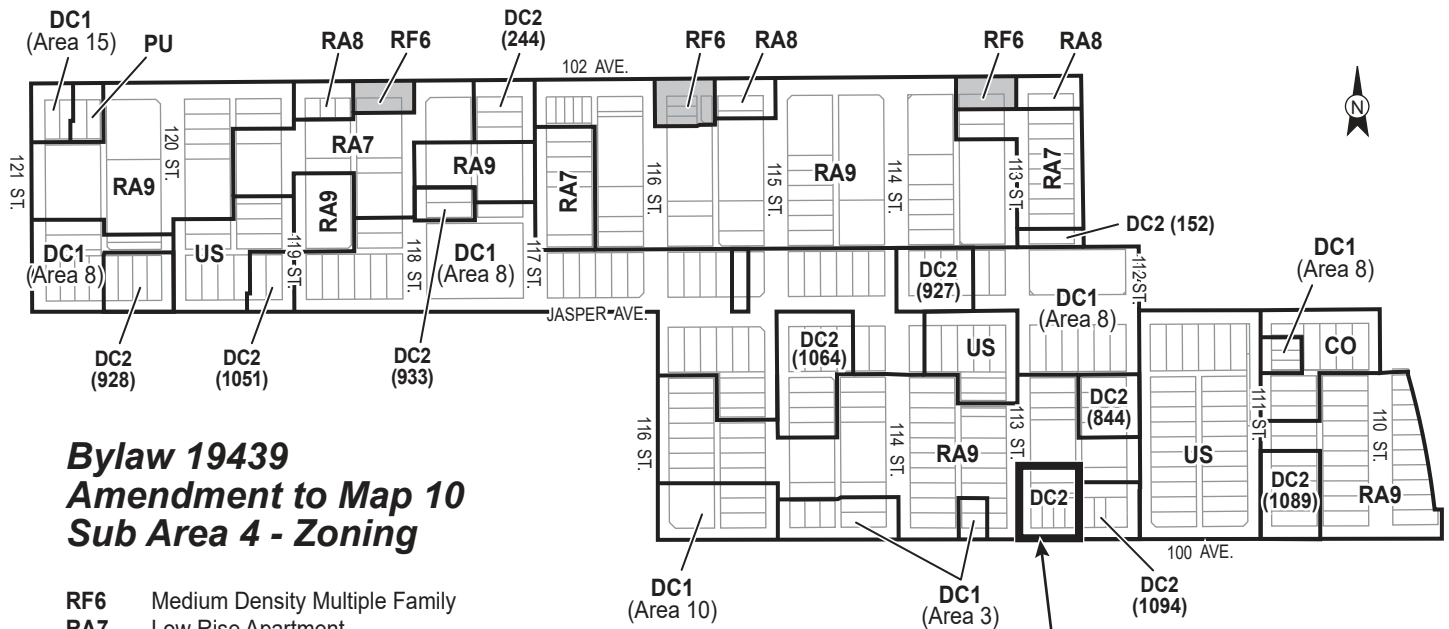 DC1
(Area 15)
PU
RA8
RF6
DC2
(244)
RF6
RA8
RF6
RA8
102 AVE.
N
121 ST.
120 ST.
RA9
RA7
RA9
RA9
119 ST.
118 ST.
117 ST.
RA7
116 ST.
115 ST.
RA9
114 ST.
113 ST.
RA7
DC2 (152)
DC1
(Area 8)
DC1
(Area 8)
US
DC1
(Area 8)
DC2
(927)
112 ST.
DC1
(Area 8)
JASPER AVE.
DC2
(928)
DC2
(1051)
DC2
(933)
DC2
(1064)
US
CO
DC2
(844)
116 ST.
114 ST.
RA9
113 ST.
US
111 ST.
110 ST.
DC2
(1089)
RA9
DC2
100 AVE.
Bylaw 19439
Amendment to Map 10
Sub Area 4 - Zoning
DC1
(Area 10)
DC1
(Area 3)
DC2
(1094)
RF6 Medium Density Multiple Family
RA7 Low Rise Apartment